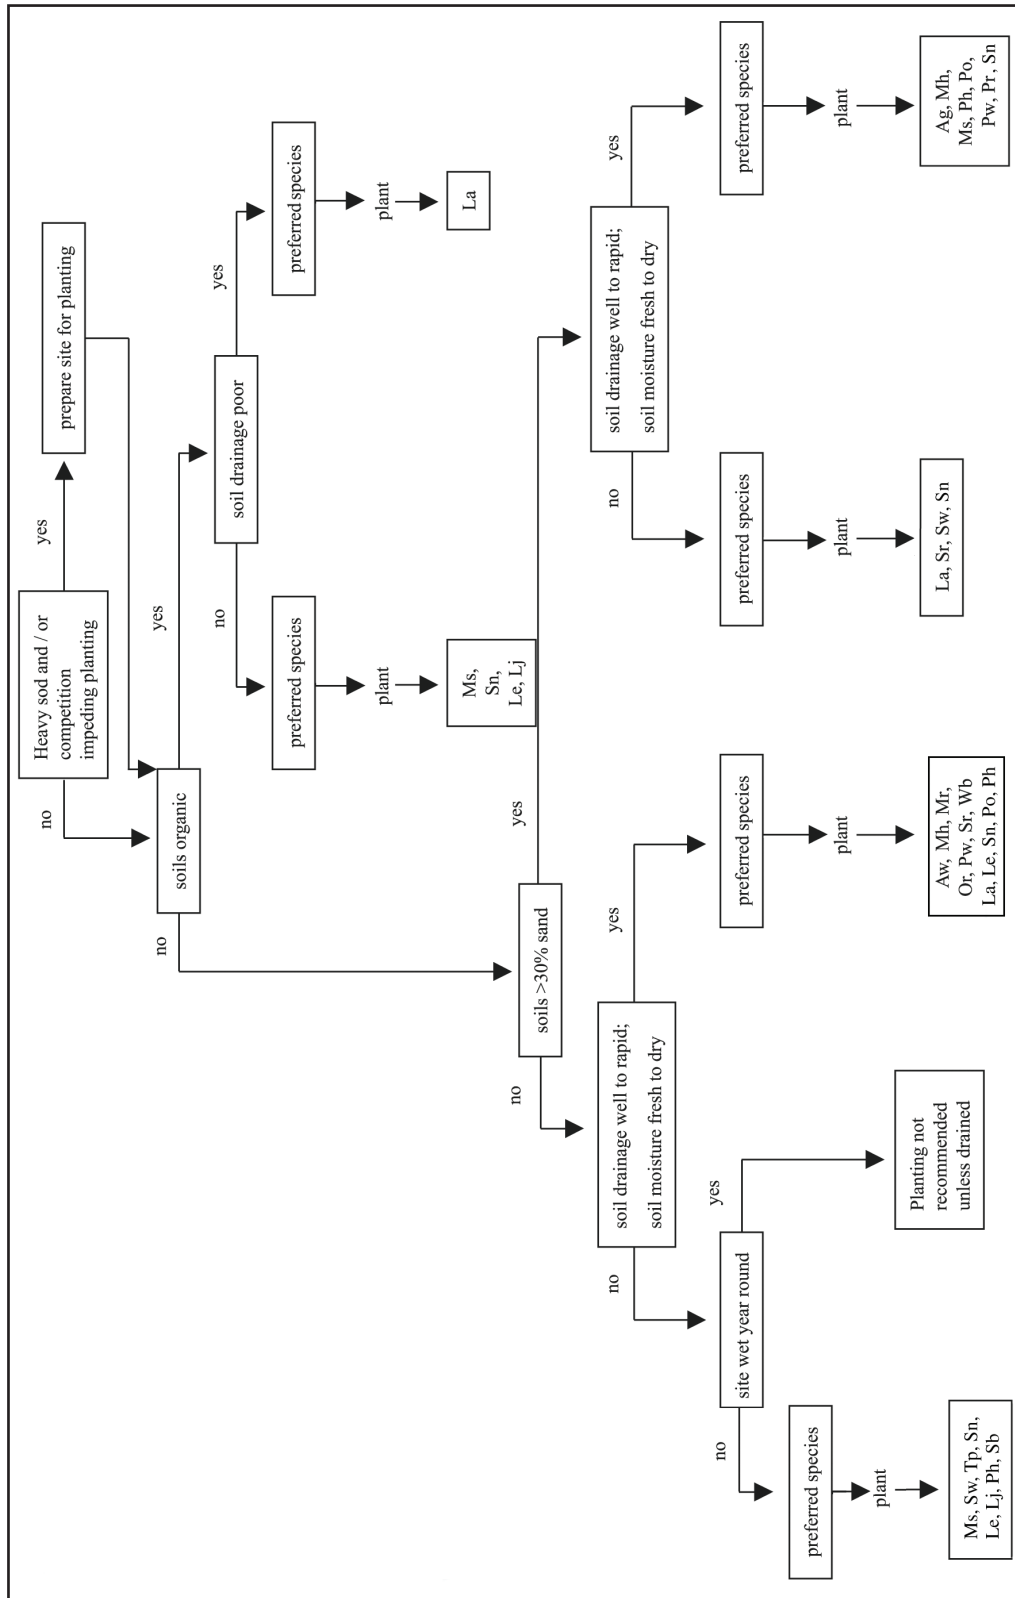 Heavy sod and / or
competition
impeding planting
no
yes
prepare site for planting
soils organic
no
yes
soil drainage poor
no
yes
preferred species
preferred species
plant
plant
Ms,
Sn,
Le, Lj
La
soils >30% sand
no
yes
soil drainage well to rapid;
soil moisture fresh to dry
soil drainage well to rapid;
soil moisture fresh to dry
no
yes
no
yes
site wet year round
preferred species
preferred species
preferred species
no
yes
preferred species
plant
plant
plant
plant
Ms, Sw, Tp, Sn,
Le, Lj, Ph, Sb
Planting not
recommended
unless drained
Aw, Mh, Mr,
Or, Pw, Sr, Wb
La, Le, Sn, Po, Ph
La, Sr, Sw, Sn
Ag, Mh,
Ms, Ph, Po,
Pw, Pr, Sn